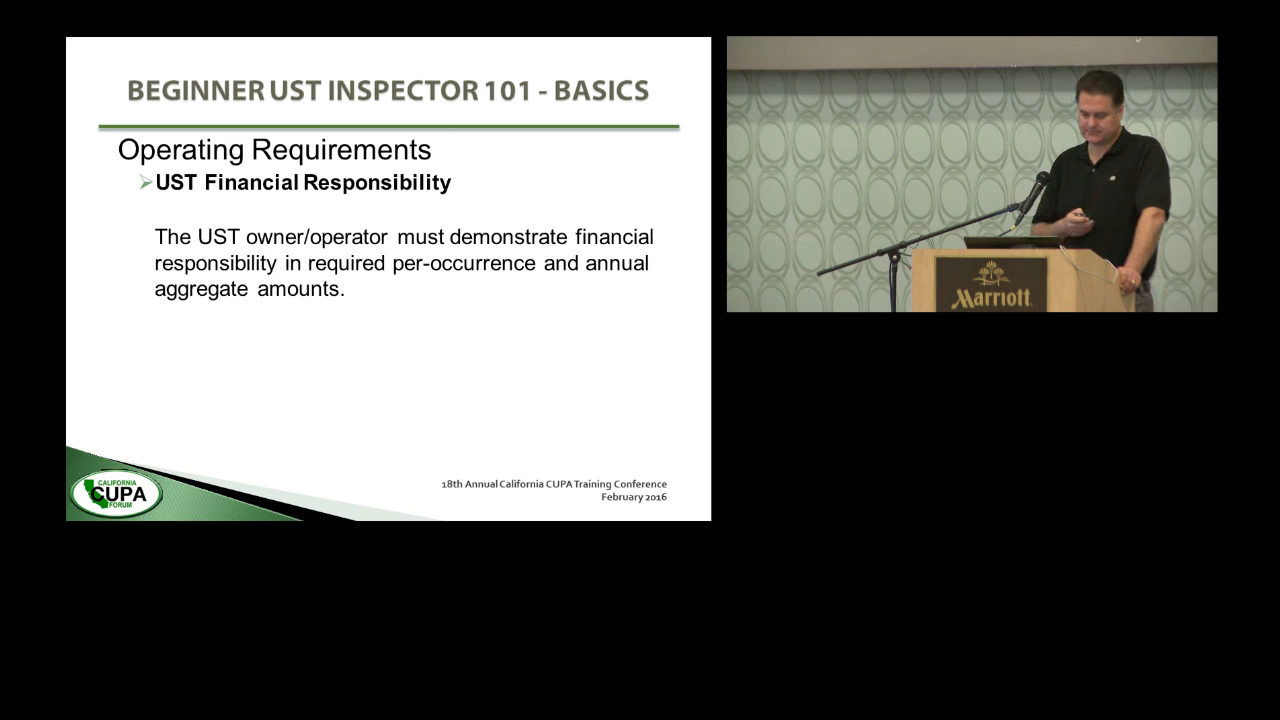 BEGINNER UST INSPECTOR 101 - BASICS
Operating Requirements
UST Financial Responsibility
The UST owner/operator must demonstrate financial
responsibility in required per-occurrence and annual
aggregate amounts.
18th Annual California CUPA Training Conference
February 2016
CALIFORNIA
CUPA
FORUM
Marriott